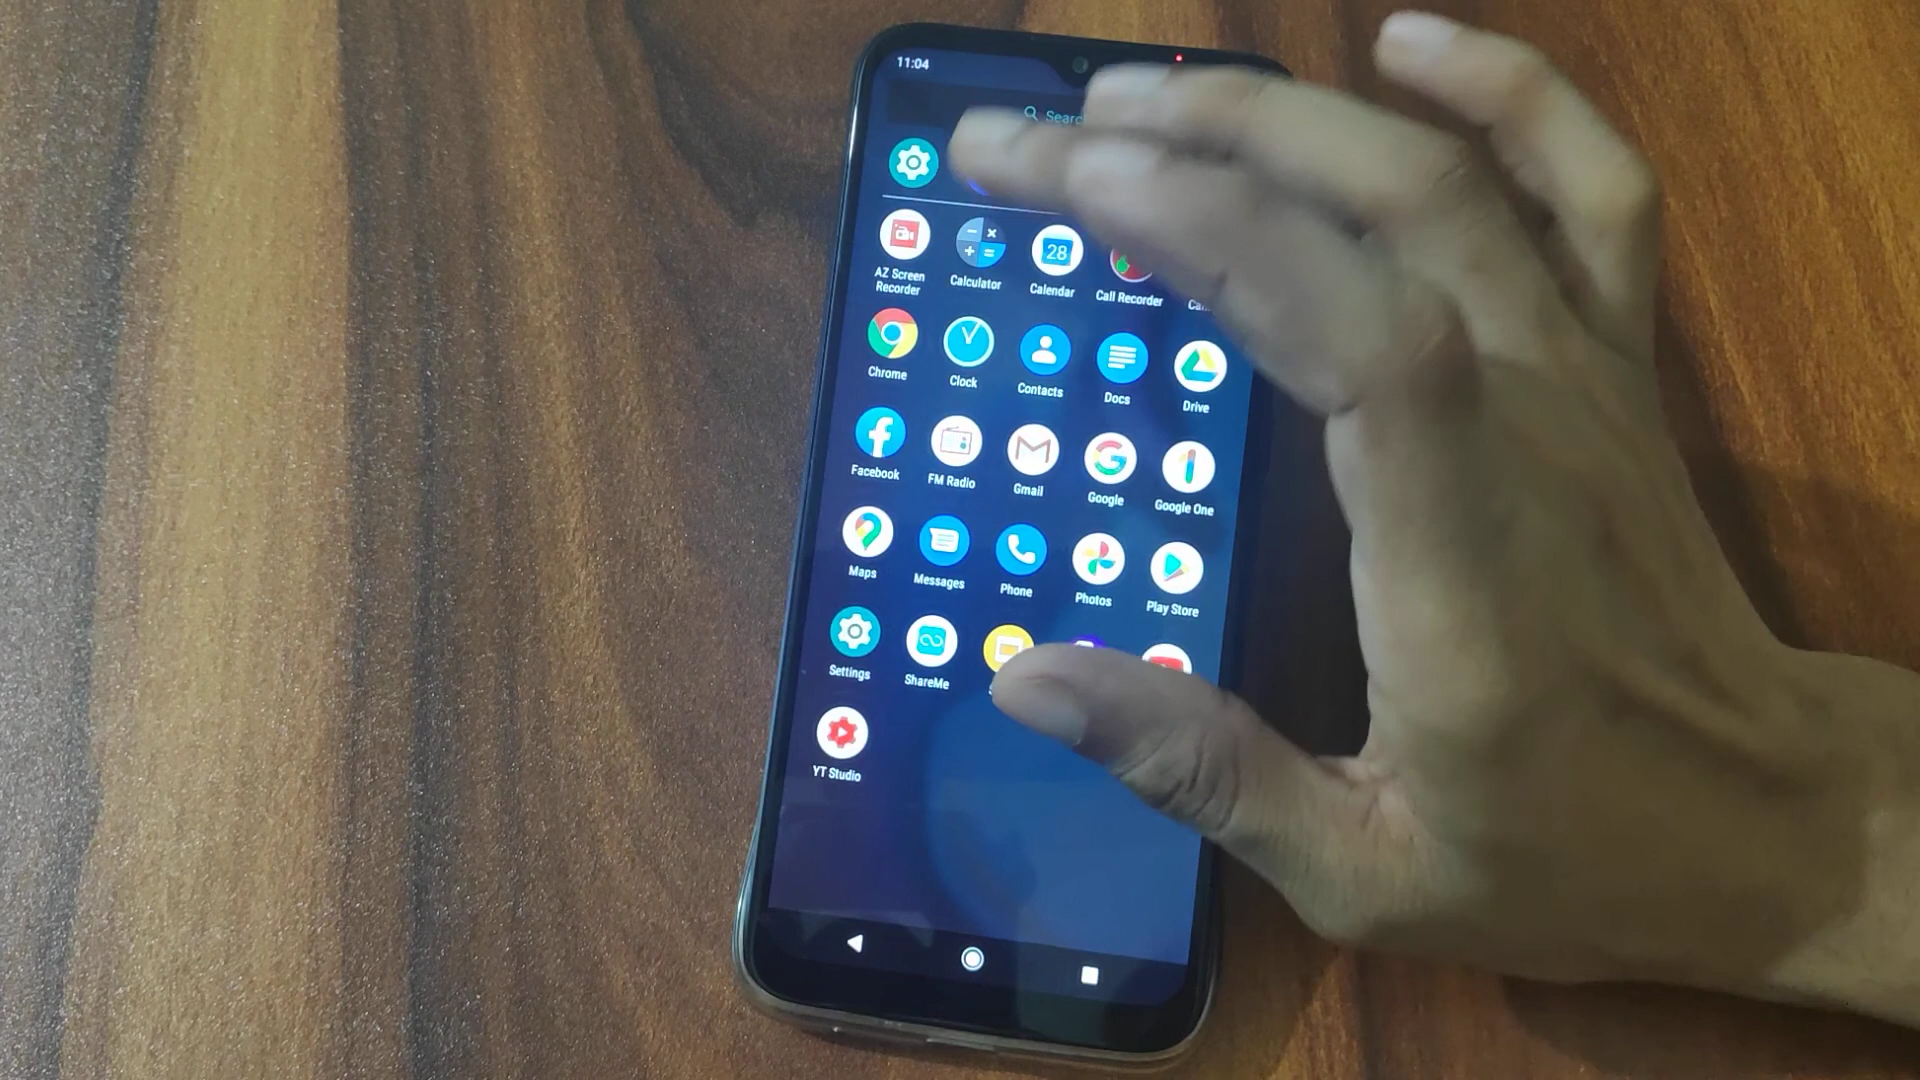 11:04
Search
AZ Screen
Recorder
Calculator
28
Calendar
Call Recorder
Chrome
Clock
Contacts
Docs
Drive
Facebook
FM Radio
Gmail
Google
Google One
Maps
Messages
Phone
Photos
Play Store
Settings
ShareMe
YT Studio